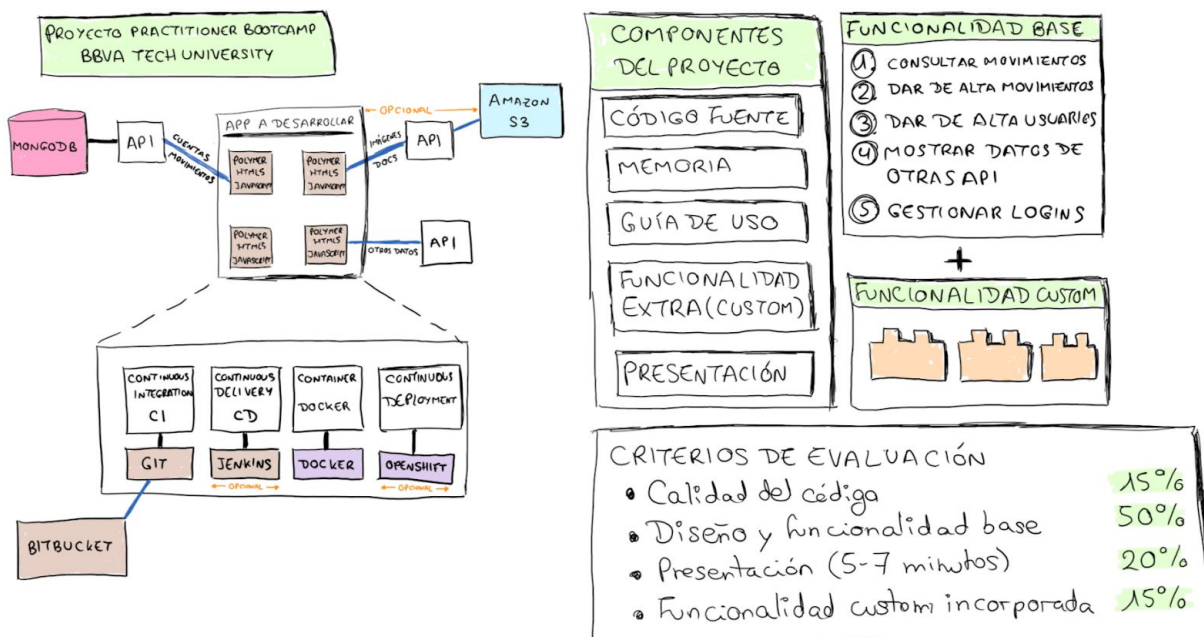 PROYECTO PRACTITIONER BOOTCAMP
BBVA TECH UNIVERSITY
MONGODB
API
CUENTAS
MOVIMIENTOS
APP A DESARROLLAR
POLYMER
HTML5
JAVASCRIPT
POLYMER
HTML5
JAVASCRIPT
POLYMER
HTML5
JAVASCRIPT
POLYMER
HTML5
JAVASCRIPT
OPCIONAL
IMÁGENES
DOCS
API
AMAZON
S3
OTROS DATOS
API
CONTINUOUS
INTEGRATION
CI
CONTINUOUS
DELIVERY
CD
CONTAINER
DOCKER
CONTINUOUS
DEPLOYMENT
GIT
JENKINS
DOCKER
OPENSHIFT
OPCIONAL
OPCIONAL
BITBUCKET
COMPONENTES
DEL PROYECTO
CÓDIGO FUENTE
MEMORIA
GUÍA DE USO
FUNCIONALIDAD
EXTRA (CUSTOM)
PRESENTACIÓN
FUNCIONALIDAD BASE
1. CONSULTAR MOVIMIENTOS
2. DAR DE ALTA MOVIMIENTOS
3 DAR DE ALTA USUARIOS
4 MOSTRAR DATOS DE
OTRAS API
5 GESTIONAR LOGINS
+
FUNCIONALIDAD CUSTOM
CRITERIOS DE EVALUACIÓN
• Calidad del código 15%
• Diseño y funcionalidad base 50%
• Presentación (5-7 minutos) 20%
• Funcionalidad custom incorporada 15%